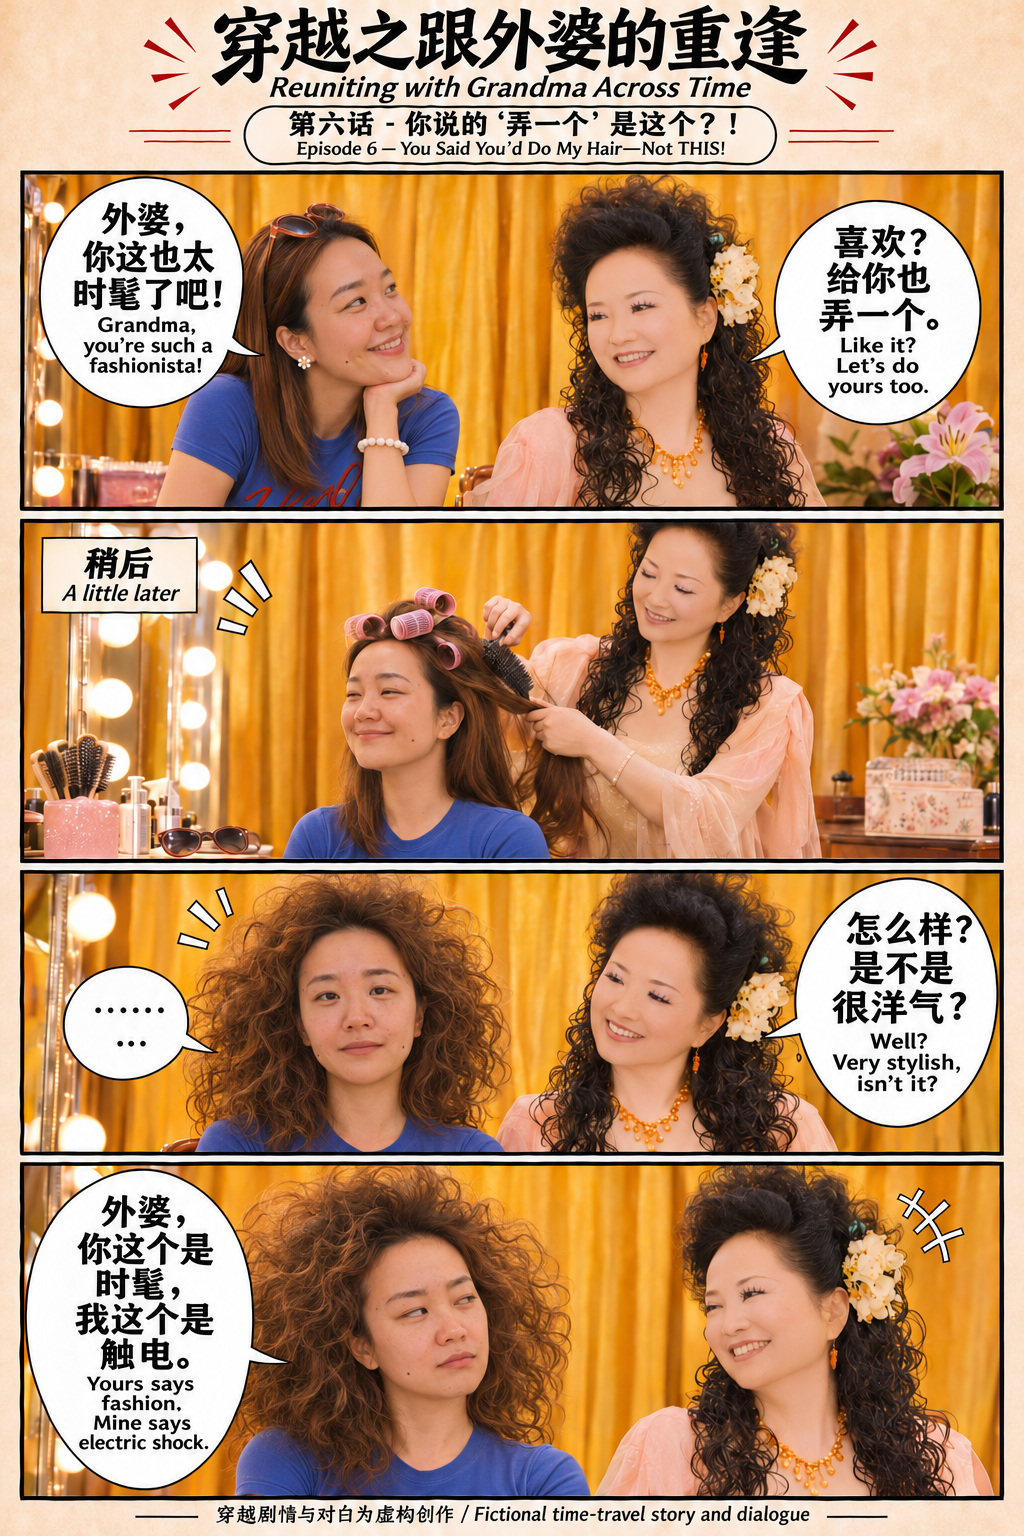 穿越之跟外婆的重逢
Reuniting with Grandma Across Time
第六话 - 你说的‘弄一个’是这个？！
Episode 6 – You Said You'd Do My Hair—Not THIS!
外婆，
你这也太
时髦了吧！
Grandma,
you're such a
fashionista!
喜欢？
给你也
弄一个。
Like it?
Let's do
yours too.
稍后
A little later
……
…
怎么样？
是不是
很洋气？
Well?
Very stylish,
isn't it?
外婆，
你这个是
时髦，
我这个是
触电。
Yours says
fashion,
Mine says
electric shock.
穿越剧情与对白为虚构创作 / Fictional time-travel story and dialogue